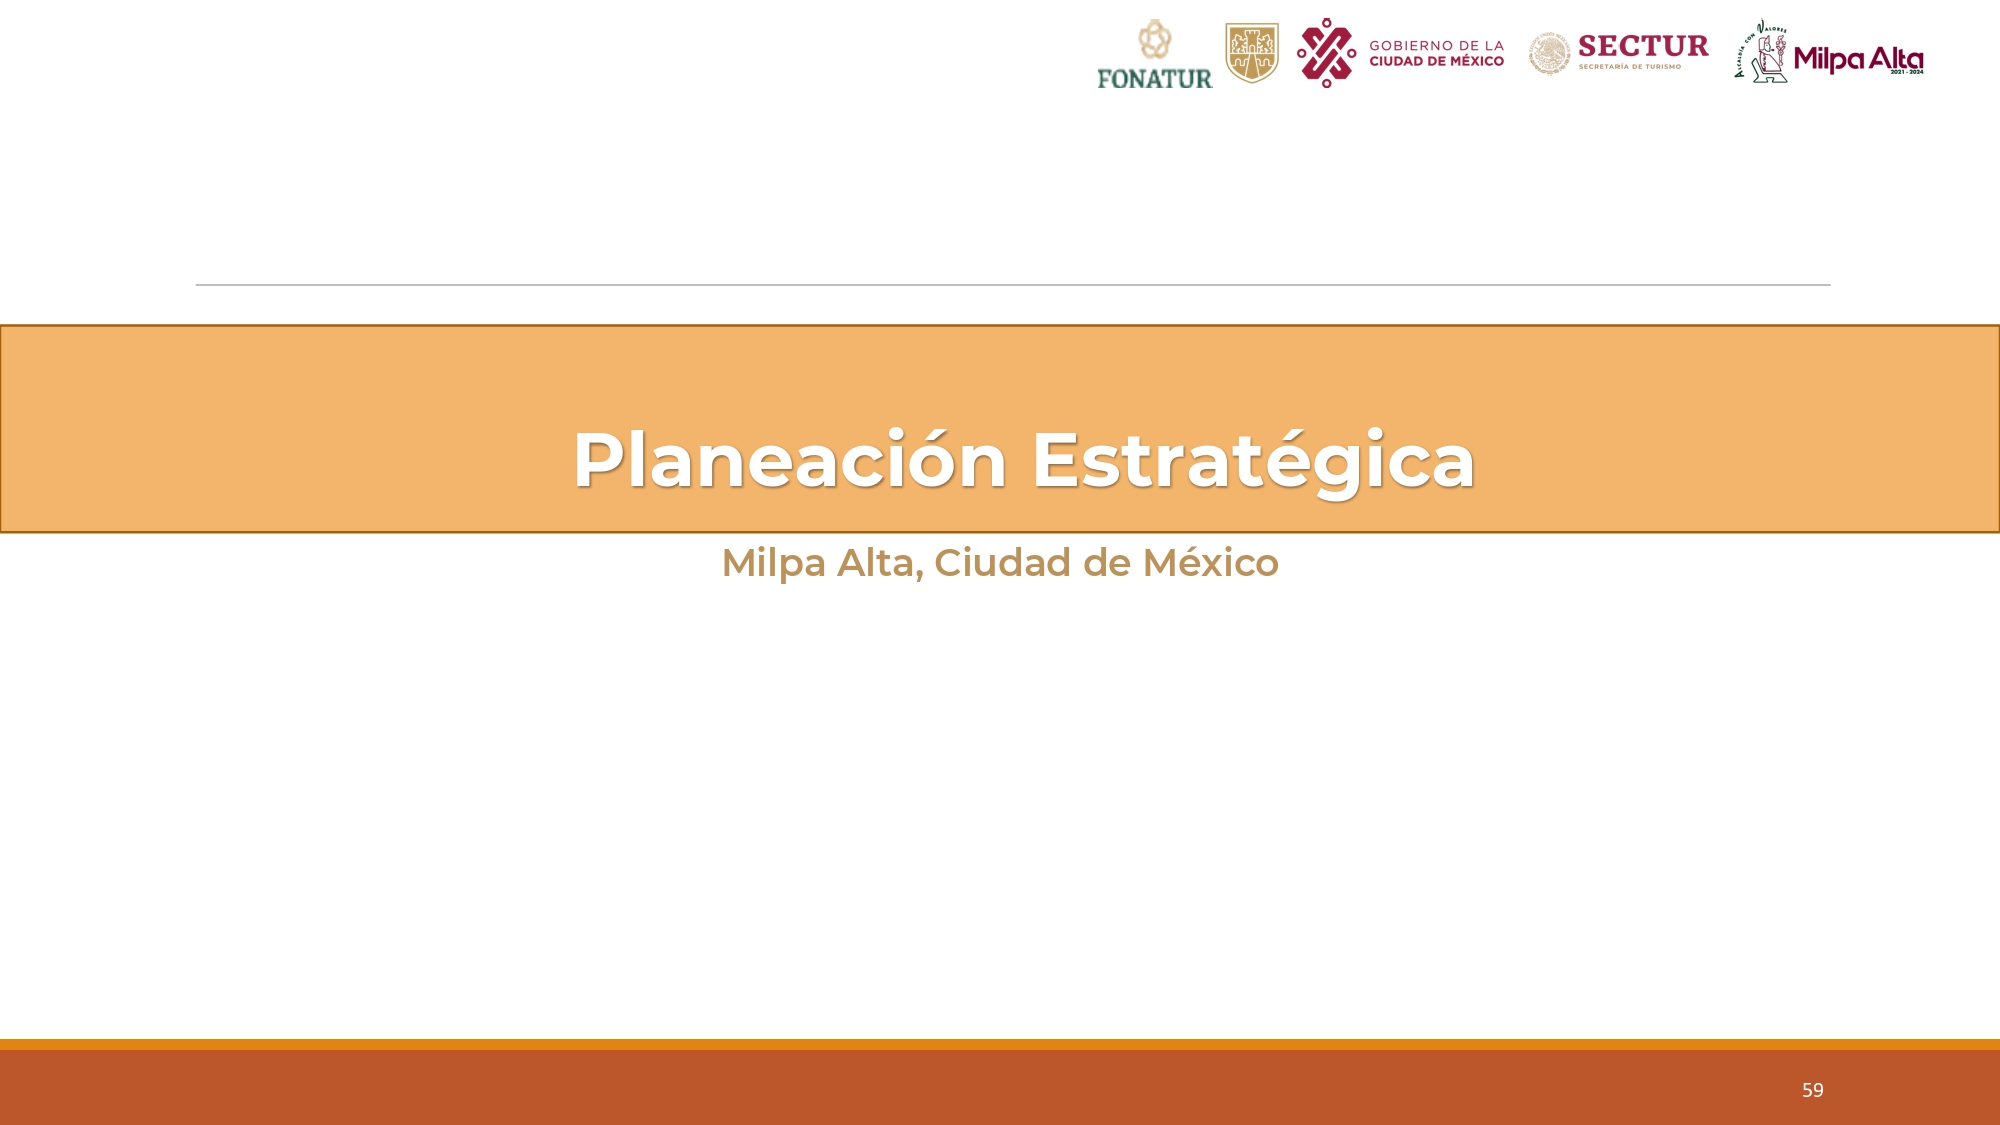 FONATUR
GOBIERNO DE LA
CIUDAD DE MÉXICO
SECTUR
SECRETARÍA DE TURISMO
ALCALDÍA CON VALORES
Milpa Alta
2021 - 2024
Planeación Estratégica
Milpa Alta, Ciudad de México
59